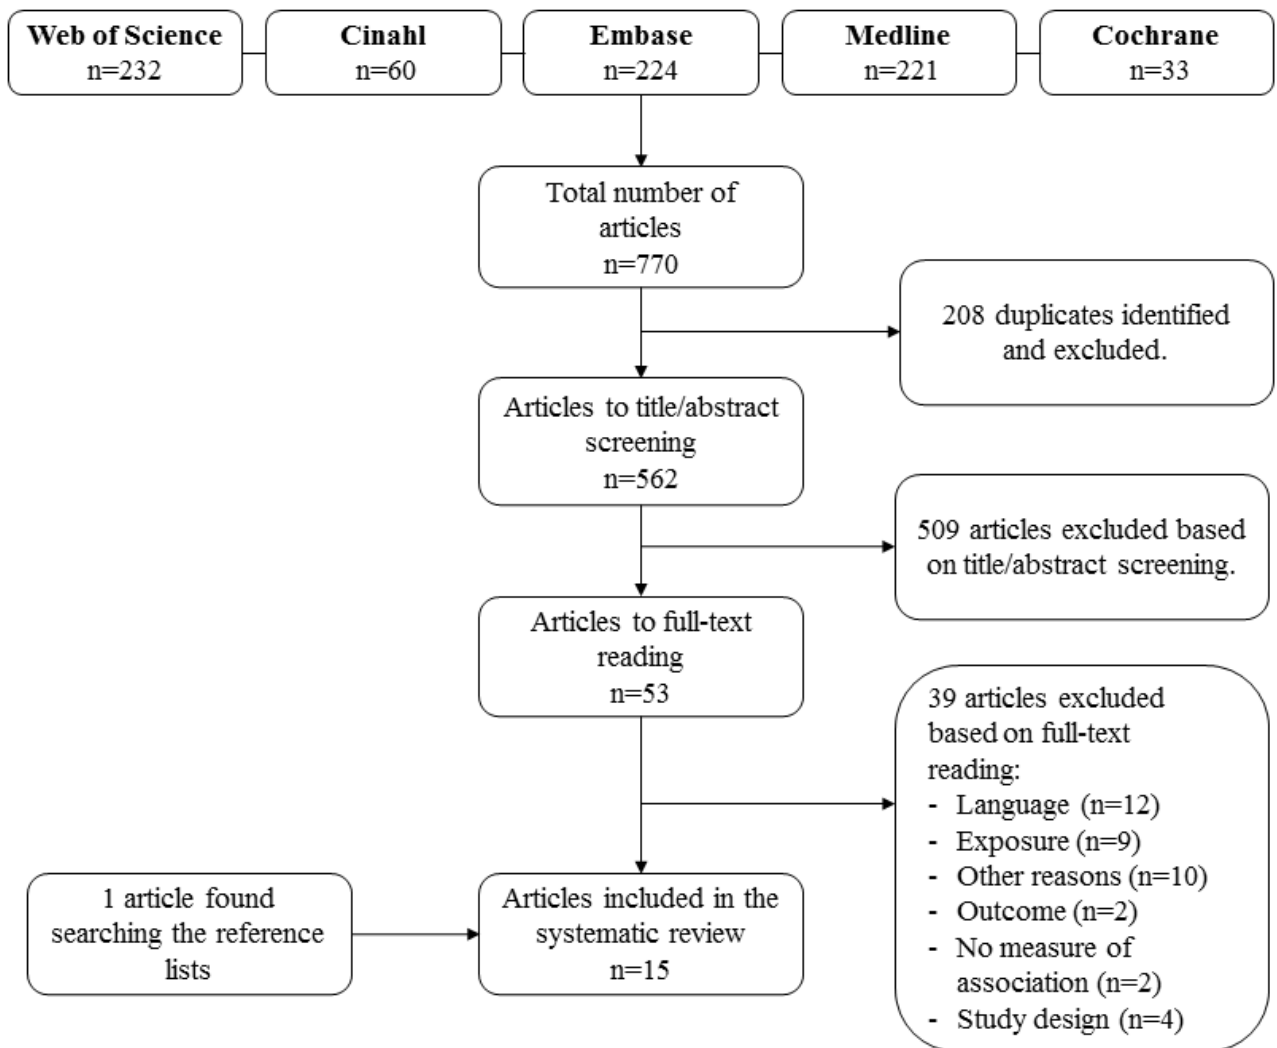 Web of Science
n=232
Cinahl
n=60
Embase
n=224
Medline
n=221
Cochrane
n=33
Total number of
articles
n=770
208 duplicates identified
and excluded.
Articles to title/abstract
screening
n=562
509 articles excluded based
on title/abstract screening.
Articles to full-text
reading
n=53
39 articles excluded
based on full-text
reading:
- Language (n=12)
- Exposure (n=9)
- Other reasons (n=10)
- Outcome (n=2)
- No measure of
association (n=2)
- Study design (n=4)
1 article found
searching the reference
lists
Articles included in the
systematic review
n=15